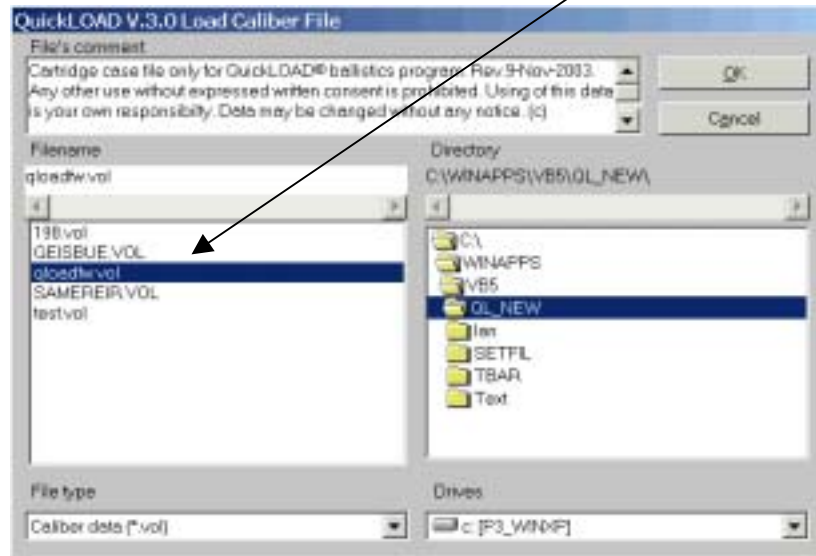 QuickLOAD V.3.0 Load Caliber File
File's comment
Cartridge case file only for QuickLOAD® ballistics program. Rev.9-Nov-2003.
Any other use without expressed written consent is prohibited. Using of this data
is your own responsibilty. Data may be changed without any notice. (c)
OK
Cancel
Filename
qloadfw.vol
Directory
C:\WINAPPS\VB5\QL_NEW\
198.vol
GEISBUE.VOL
qloadfw.vol
SAMEREIR.VOL
test.vol
C:\
WINAPPS
VB5
QL_NEW
lan
SETFIL
TBAR
Text
File type
Caliber data (*.vol)
Drives
c: [P3_WINXP]